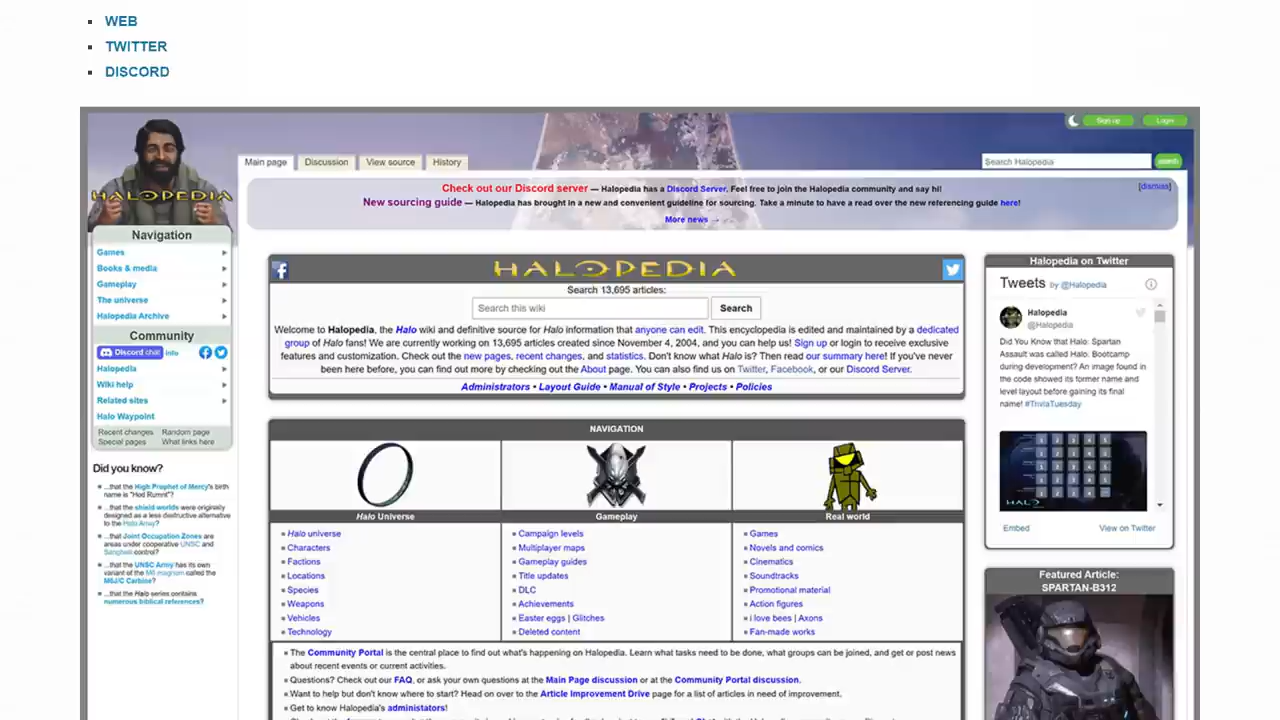 WEB
TWITTER
DISCORD
Sign up
Login
HALOPEDIA
Main page
Discussion
View source
History
Search Halopedia
search
Check out our Discord server — Halopedia has a Discord Server. Feel free to join the Halopedia community and say hi!
[dismiss]
New sourcing guide — Halopedia has brought in a new and convenient guideline for sourcing. Take a minute to have a read over the new referencing guide here!
More news →
Navigation
Games
Books & media
Gameplay
The universe
Halopedia Archive
Community
Discord chat info
Halopedia
Wiki help
Related sites
Halo Waypoint
Recent changes Random page
Special pages What links here
Did you know?
...that the High Prophet of Mercy's birth
name is "Hod Rumnt"?
...that the shield worlds were originally
designed as a less destructive alternative
to the Halo Array?
...that Joint Occupation Zones are
areas under cooperative UNSC and
Sangheili control?
...that the UNSC Army has its own
variant of the M6 magnum called the
M6J/C Carbine?
...that the Halo series contains
numerous biblical references?
HALOPEDIA
Search 13,695 articles:
Search this wiki
Search
Welcome to Halopedia, the Halo wiki and definitive source for Halo information that anyone can edit. This encyclopedia is edited and maintained by a dedicated
group of Halo fans! We are currently working on 13,695 articles created since November 4, 2004, and you can help us! Sign up or login to receive exclusive
features and customization. Check out the new pages, recent changes, and statistics. Don't know what Halo is? Then read our summary here! If you've never
been here before, you can find out more by checking out the About page. You can also find us on Twitter, Facebook, or our Discord Server.
Administrators • Layout Guide • Manual of Style • Projects • Policies
NAVIGATION
Halo Universe
Halo universe
Characters
Factions
Locations
Species
Weapons
Vehicles
Technology
Gameplay
Campaign levels
Multiplayer maps
Gameplay guides
Title updates
DLC
Achievements
Easter eggs | Glitches
Deleted content
Real world
Games
Novels and comics
Cinematics
Soundtracks
Promotional material
Action figures
i love bees | Axons
Fan-made works
The Community Portal is the central place to find out what's happening on Halopedia. Learn what tasks need to be done, what groups can be joined, and get or post news
about recent events or current activities.
Questions? Check out our FAQ, or ask your own questions at the Main Page discussion or at the Community Portal discussion.
Want to help but don't know where to start? Head on over to the Article Improvement Drive page for a list of articles in need of improvement.
Get to know Halopedia's administrators!
Halopedia on Twitter
Tweets by @Halopedia
Halopedia
@Halopedia
Did You Know that Halo: Spartan
Assault was called Halo: Bootcamp
during development? An image found in
the code showed its former name and
level layout before gaining its final
name! #TriviaTuesday
1 2 3 4 5
HALO
Embed
View on Twitter
Featured Article:
SPARTAN-B312